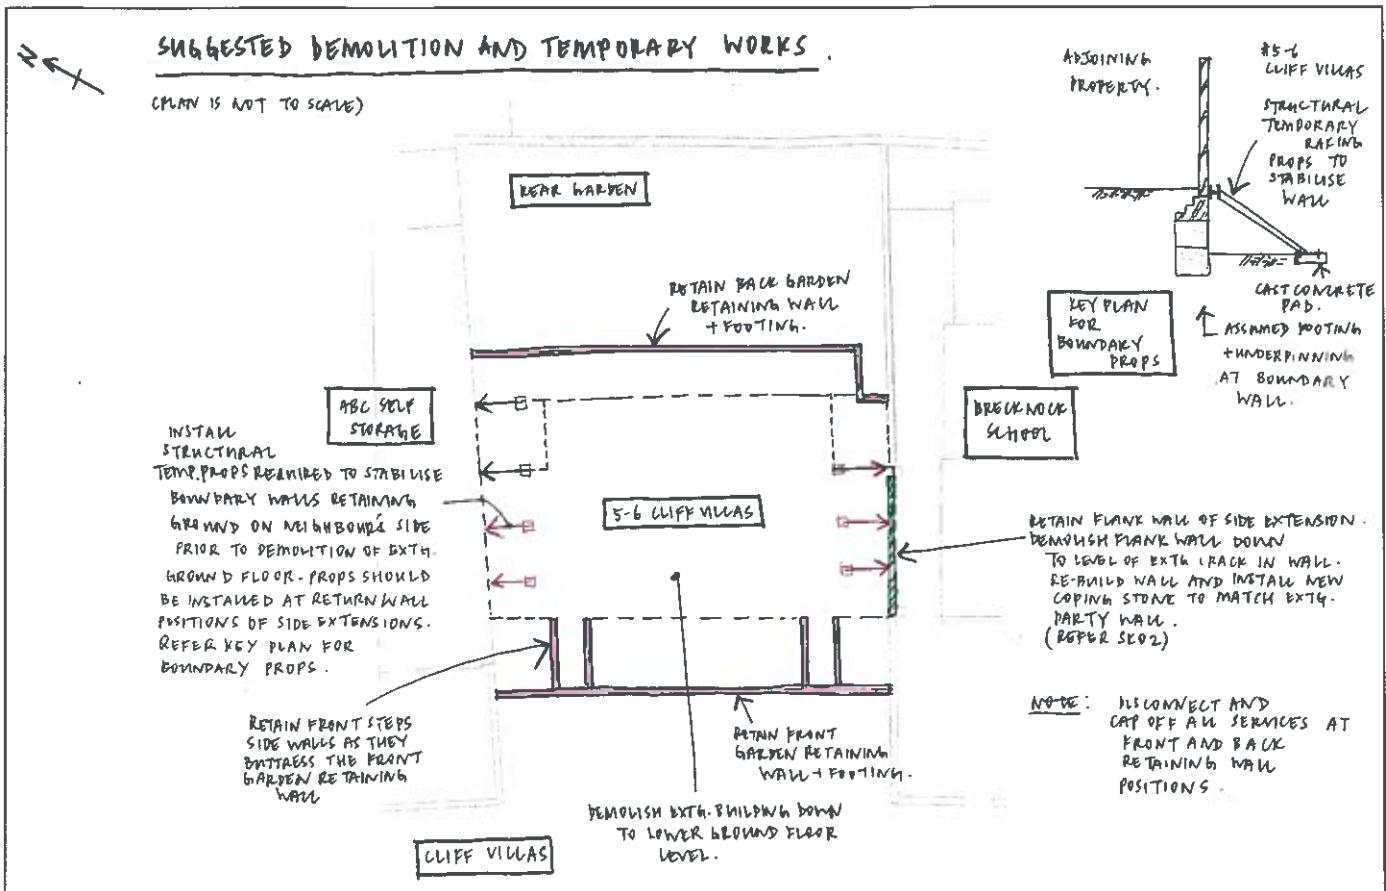 N
SUGGESTED DEMOLITION AND TEMPORARY WORKS.
(PLAN IS NOT TO SCALE)
ADJOINING
PROPERTY.
#5-6
CLIFF VILLAS
STRUCTURAL
TEMPORARY
RAKING
PROPS TO
STABILISE
WALL
CAST CONCRETE
PAD.
KEY PLAN
FOR
BOUNDARY
PROPS
ASSUMED FOOTING
+UNDERPINNING
AT BOUNDARY
WALL.
REAR GARDEN
RETAIN BACK GARDEN
RETAINING WALL
+ FOOTING.
ABC SELF
STORAGE
BRECKNOCK
SCHOOL
INSTALL
STRUCTURAL
TEMP. PROPS REQUIRED TO STABILISE
BOUNDARY WALLS RETAINING
GROUND ON NEIGHBOUR'S SIDE
PRIOR TO DEMOLITION OF EXTG.
GROUND FLOOR. PROPS SHOULD
BE INSTALLED AT RETURN WALL
POSITIONS OF SIDE EXTENSIONS.
REFER KEY PLAN FOR
BOUNDARY PROPS.
5-6 CLIFF VILLAS
RETAIN FLANK WALL OF SIDE EXTENSION.
DEMOLISH FLANK WALL DOWN
TO LEVEL OF EXTG CRACK IN WALL.
RE-BUILD WALL AND INSTALL NEW
COPING STONE TO MATCH EXTG.
PARTY WALL.
(REFER SK02)
RETAIN FRONT STEPS
SIDE WALLS AS THEY
BUTTRESS THE FRONT
GARDEN RETAINING
WALL
RETAIN FRONT
GARDEN RETAINING
WALL + FOOTING.
NOTE: DISCONNECT AND
CAP OFF ALL SERVICES AT
FRONT AND BACK
RETAINING WALL
POSITIONS.
DEMOLISH EXTG. BUILDING DOWN
TO LOWER GROUND FLOOR
LEVEL.
CLIFF VILLAS